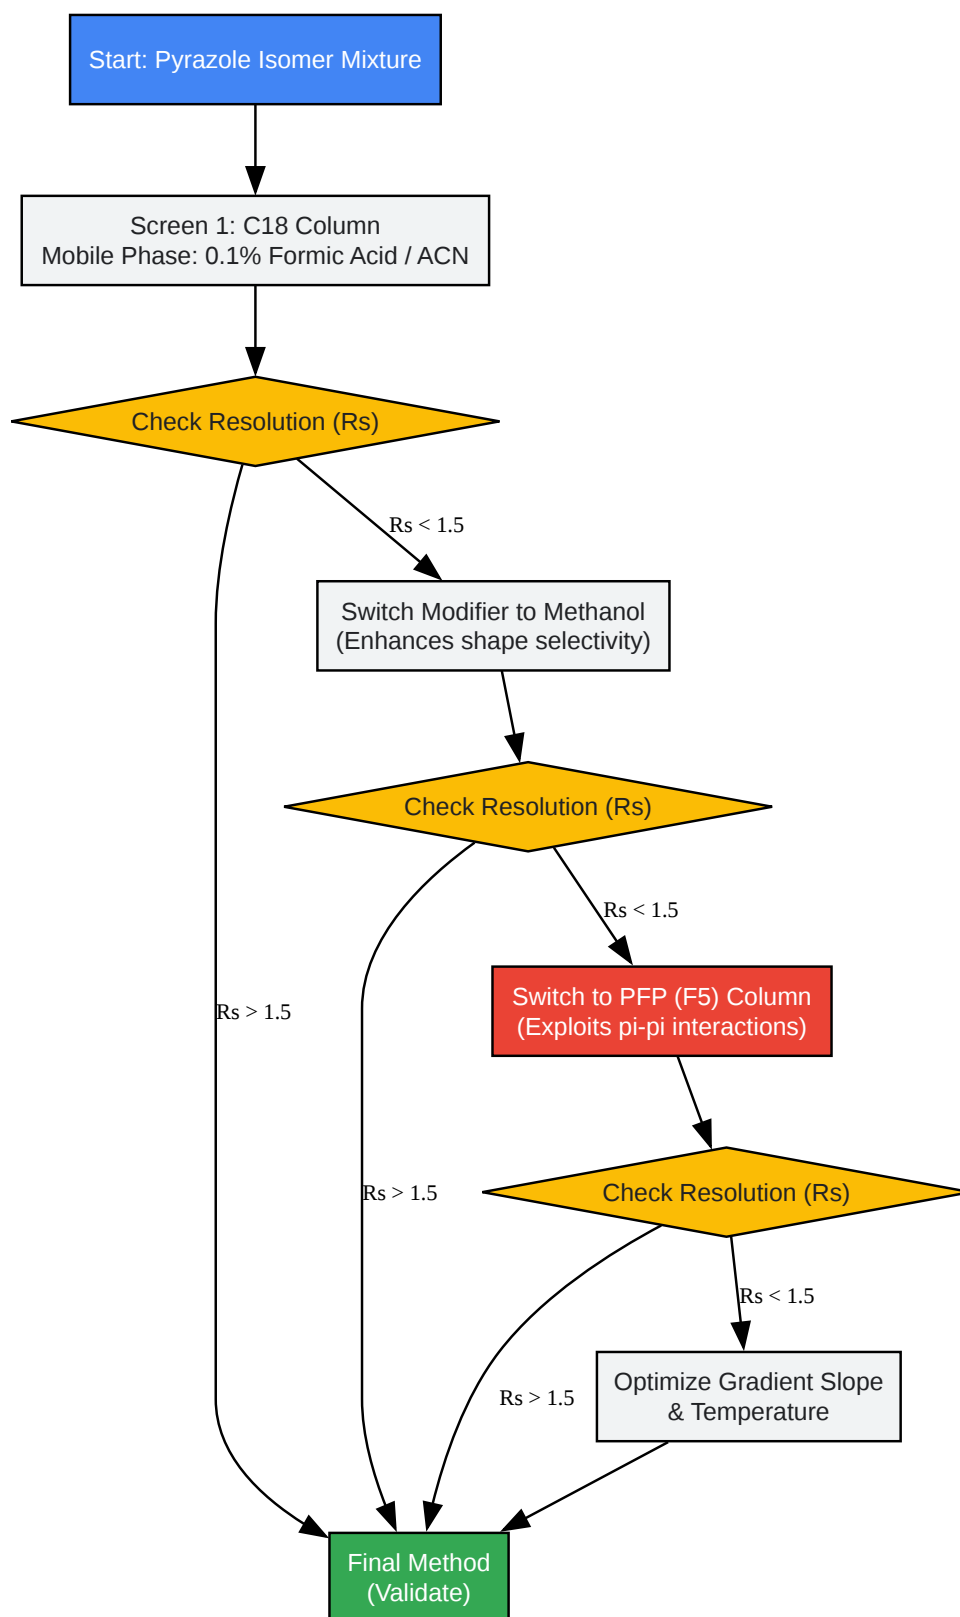 Start: Pyrazole Isomer Mixture
Screen 1: C18 Column
Mobile Phase: 0.1% Formic Acid / ACN
Check Resolution (Rs)
Rs < 1.5
Switch Modifier to Methanol
(Enhances shape selectivity)
Check Resolution (Rs)
Rs < 1.5
Switch to PFP (F5) Column
(Exploits pi-pi interactions)
Rs > 1.5
Rs > 1.5
Check Resolution (Rs)
Rs < 1.5
Rs > 1.5
Optimize Gradient Slope
& Temperature
Final Method
(Validate)